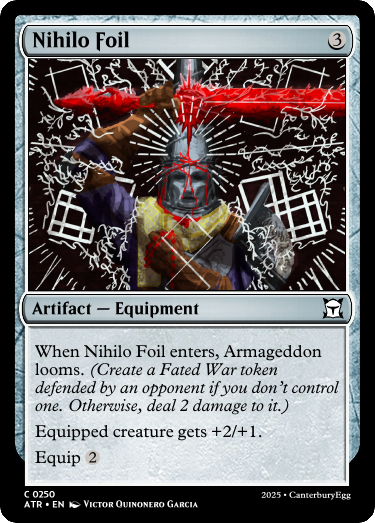 Nihilo Foil 3
Artifact — Equipment
When Nihilo Foil enters, Armageddon
looms. (Create a Fated War token
defended by an opponent if you don't control
one. Otherwise, deal 2 damage to it.)
Equipped creature gets +2/+1.
Equip 2
C 0250
ATR • EN Victor Quinonero Garcia
2025 • CanterburyEgg